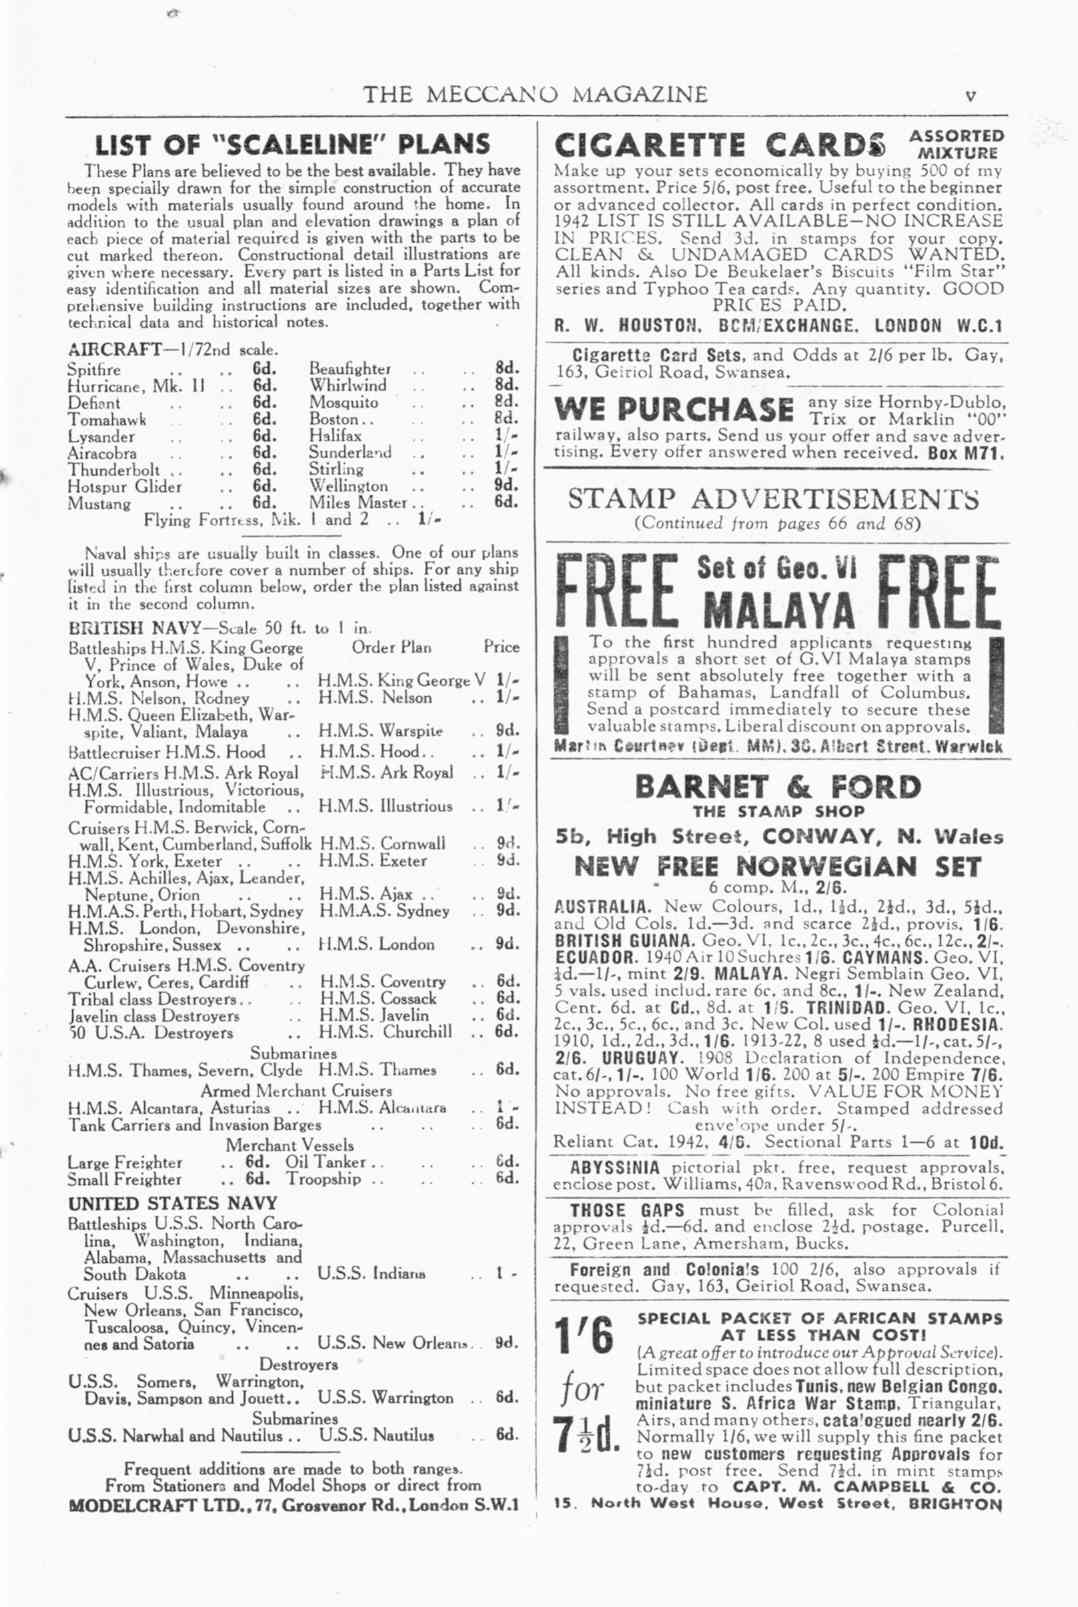 THE MECCANO MAGAZINE v
LIST OF "SCALELINE" PLANS
These Plans are believed to be the best available. They have
been specially drawn for the simple construction of accurate
models with materials usually found around the home. In
addition to the usual plan and elevation drawings a plan of
each piece of material required is given with the parts to be
cut marked thereon. Constructional detail illustrations are
given where necessary. Every part is listed in a Parts List for
easy identification and all material sizes are shown. Com-
prehensive building instructions are included, together with
technical data and historical notes.
AIRCRAFT—1/72nd scale.
Spitfire .. .. 6d. Beaufighter .. .. 8d.
Hurricane, Mk. II .. 6d. Whirlwind .. .. 8d.
Defiant .. .. 6d. Mosquito .. .. 8d.
Tomahawk .. 6d. Boston.. .. .. 8d.
Lysander .. .. 6d. Halifax .. .. 1/-
Airacobra .. .. 6d. Sunderland .. .. 1/-
Thunderbolt .. .. 6d. Stirling .. .. 1/-
Hotspur Glider .. 6d. Wellington .. .. 9d.
Mustang .. .. 6d. Miles Master.. .. 6d.
Flying Fortress, Mk. 1 and 2 .. 1/-
Naval ships are usually built in classes. One of our plans
will usually therefore cover a number of ships. For any ship
listed in the first column below, order the plan listed against
it in the second column.
BRITISH NAVY—Scale 50 ft. to 1 in.
Battleships H.M.S. King George Order Plan Price
V, Prince of Wales, Duke of
York, Anson, Howe .. .. H.M.S. King George V 1/-
H.M.S. Nelson, Rodney .. H.M.S. Nelson .. 1/-
H.M.S. Queen Elizabeth, War-
spite, Valiant, Malaya .. H.M.S. Warspite .. 9d.
Battlecruiser H.M.S. Hood .. H.M.S. Hood.. .. 1/-
AC/Carriers H.M.S. Ark Royal H.M.S. Ark Royal .. 1/-
H.M.S. Illustrious, Victorious,
Formidable, Indomitable .. H.M.S. Illustrious .. 1/-
Cruisers H.M.S. Berwick, Corn-
wall, Kent, Cumberland, Suffolk H.M.S. Cornwall .. 9d.
H.M.S. York, Exeter .. .. H.M.S. Exeter .. 9d.
H.M.S. Achilles, Ajax, Leander,
Neptune, Orion .. .. H.M.S. Ajax .. .. 9d.
H.M.A.S. Perth, Hobart, Sydney H.M.A.S. Sydney .. 9d.
H.M.S. London, Devonshire,
Shropshire, Sussex .. .. H.M.S. London .. 9d.
A.A. Cruisers H.M.S. Coventry
Curlew, Ceres, Cardiff .. H.M.S. Coventry .. 6d.
Tribal class Destroyers.. .. H.M.S. Cossack .. 6d.
Javelin class Destroyers .. H.M.S. Javelin .. 6d.
50 U.S.A. Destroyers .. H.M.S. Churchill .. 6d.
Submarines
H.M.S. Thames, Severn, Clyde H.M.S. Thames .. 6d.
Armed Merchant Cruisers
H.M.S. Alcantara, Asturias .. H.M.S. Alcantara .. 1 -
Tank Carriers and Invasion Barges .. .. .. 6d.
Merchant Vessels
Large Freighter .. 6d. Oil Tanker .. .. .. 6d.
Small Freighter .. 6d. Troopship .. .. .. 6d.
UNITED STATES NAVY
Battleships U.S.S. North Caro-
lina, Washington, Indiana,
Alabama, Massachusetts and
South Dakota .. .. U.S.S. Indiana .. 1 -
Cruisers U.S.S. Minneapolis,
New Orleans, San Francisco,
Tuscaloosa, Quincy, Vincen-
nes and Satoria .. .. U.S.S. New Orleans.. 9d.
Destroyers
U.S.S. Somers, Warrington,
Davis, Sampson and Jouett.. U.S.S. Warrington .. 6d.
Submarines
U.S.S. Narwhal and Nautilus .. U.S.S. Nautilus .. 6d.
Frequent additions are made to both ranges.
From Stationers and Model Shops or direct from
MODELCRAFT LTD., 77, Grosvenor Rd., London S.W.1
CIGARETTE CARDS ASSORTED MIXTURE
Make up your sets economically by buying 500 of my
assortment. Price 5/6, post free. Useful to the beginner
or advanced collector. All cards in perfect condition.
1942 LIST IS STILL AVAILABLE—NO INCREASE
IN PRICES. Send 3d. in stamps for your copy.
CLEAN & UNDAMAGED CARDS WANTED.
All kinds. Also De Beukelaer's Biscuits "Film Star"
series and Typhoo Tea cards. Any quantity. GOOD
PRICES PAID.
R. W. HOUSTON, BCM/EXCHANGE, LONDON W.C.1
Cigarette Card Sets, and Odds at 2/6 per lb. Gay,
163, Geiriol Road, Swansea.
WE PURCHASE any size Hornby-Dublo,
Trix or Marklin "00"
railway, also parts. Send us your offer and save adver-
tising. Every offer answered when received. Box M71.
STAMP ADVERTISEMENTS
(Continued from pages 66 and 68)
FREE Set of Geo. VI MALAYA FREE
To the first hundred applicants requesting
approvals a short set of G.VI Malaya stamps
will be sent absolutely free together with a
stamp of Bahamas, Landfall of Columbus.
Send a postcard immediately to secure these
valuable stamps. Liberal discount on approvals.
Martin Courtney (Dept. MM), 30, Albert Street, Warwick
BARNET & FORD
THE STAMP SHOP
5b, High Street, CONWAY, N. Wales
NEW FREE NORWEGIAN SET
6 comp. M., 2/6.
AUSTRALIA. New Colours, 1d., 1½d., 2½d., 3d., 5½d.,
and Old Cols. 1d.—3d. and scarce 2½d., provis. 1/6.
BRITISH GUIANA. Geo. VI, 1c., 2c., 3c., 4c., 6c., 12c., 2/-.
ECUADOR. 1940 Air 10 Suchres 1/6. CAYMANS. Geo. VI,
½d.—1/-, mint 2/9. MALAYA. Negri Semblain Geo. VI,
5 vals. used includ. rare 6c. and 8c., 1/-. New Zealand,
Cent. 6d. at 6d., 8d. at 1/6. TRINIDAD. Geo. VI, 1c.,
2c., 3c., 5c., 6c., and 3c. New Col. used 1/-. RHODESIA.
1910, 1d., 2d., 3d., 1/6. 1913-22, 8 used ½d.—1/-, cat. 5/-,
2/6. URUGUAY. 1908 Declaration of Independence,
cat. 6/-, 1/-. 100 World 1/6. 200 at 5/-. 200 Empire 7/6.
No approvals. No free gifts. VALUE FOR MONEY
INSTEAD! Cash with order. Stamped addressed
enve'ope under 5/-.
Reliant Cat. 1942, 4/6. Sectional Parts 1—6 at 10d.
ABYSSINIA pictorial pkt. free, request approvals,
enclose post. Williams, 40a, Ravenswood Rd., Bristol 6.
THOSE GAPS must be filled, ask for Colonial
approvals ½d.—6d. and enclose 2½d. postage. Purcell,
22, Green Lane, Amersham, Bucks.
Foreign and Colonia's 100 2/6, also approvals if
requested. Gay, 163, Geiriol Road, Swansea.
1'6 for 7½d.
SPECIAL PACKET OF AFRICAN STAMPS
AT LESS THAN COST!
(A great offer to introduce our Approval Service).
Limited space does not allow full description,
but packet includes Tunis, new Belgian Congo,
miniature S. Africa War Stamp, Triangular,
Airs, and many others, cata'ogued nearly 2/6.
Normally 1/6, we will supply this fine packet
to new customers requesting Approvals for
7½d. post free. Send 7½d. in mint stamps
to-day to CAPT. M. CAMPBELL & CO.
15, North West House, West Street, BRIGHTON